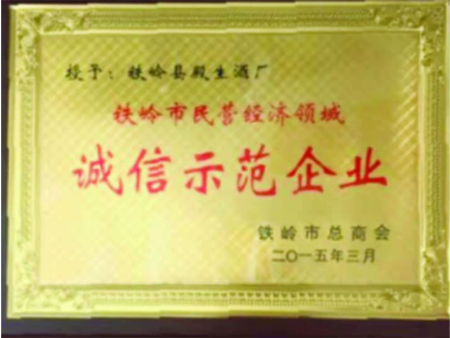 授予：铁岭县殿生酒厂
铁岭市民营经济领域
诚信示范企业
铁岭市总商会
二〇一五年三月